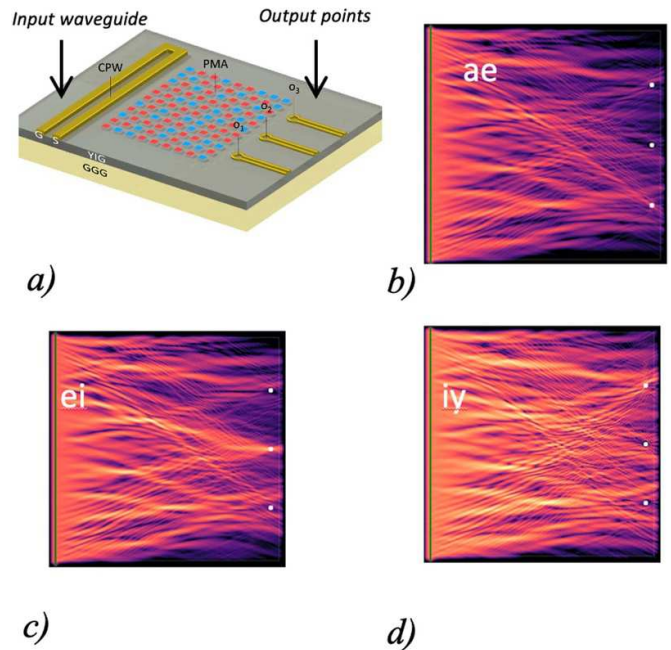 Input waveguide
Output points
CPW
PMA
O₃
O₂
O₁
G
S
YIG
GGG
ae
a)
b)
ei
iy
c)
d)